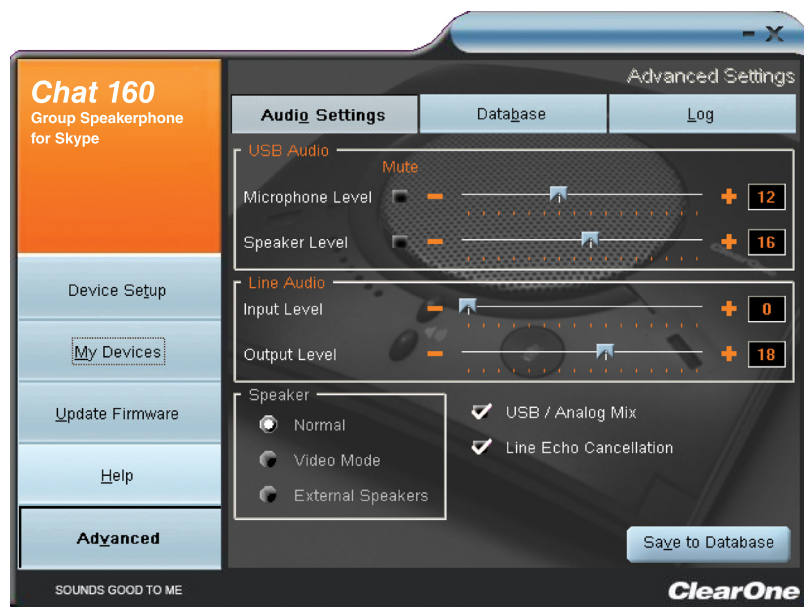 Advanced Settings
Chat 160
Group Speakerphone
for Skype
Audio Settings
Database
Log
USB Audio
Mute
Microphone Level
12
Speaker Level
16
Line Audio
Input Level
0
Output Level
18
Device Setup
My Devices
Update Firmware
Help
Advanced
Speaker
Normal
Video Mode
External Speakers
USB / Analog Mix
Line Echo Cancellation
Save to Database
SOUNDS GOOD TO ME
ClearOne